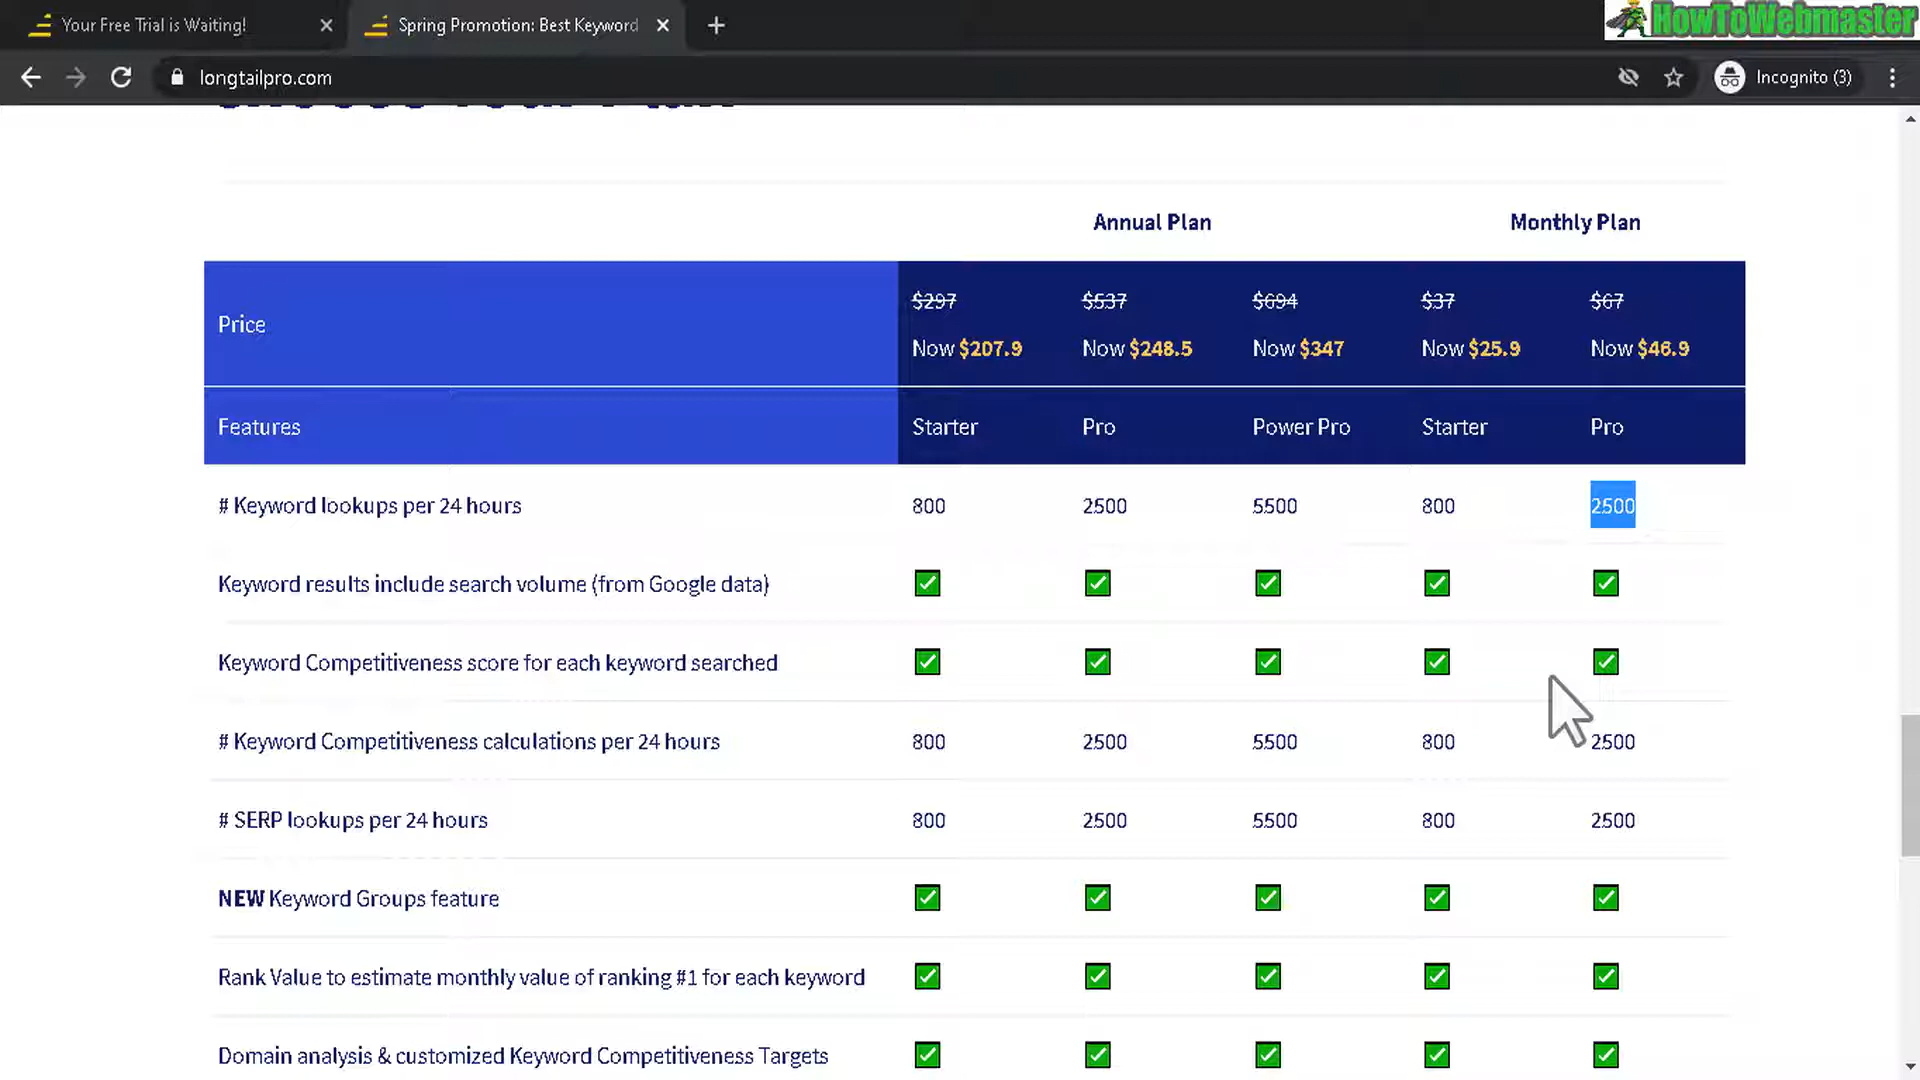 Your Free Trial is Waiting!
Spring Promotion: Best Keyword
HowToWebmaster
longtailpro.com
Incognito (3)
Annual Plan Monthly Plan
$297 $537 $694 $37 $67
Price
Now $207.9 Now $248.5 Now $347 Now $25.9 Now $46.9
Features Starter Pro Power Pro Starter Pro
# Keyword lookups per 24 hours 800 2500 5500 800 2500
Keyword results include search volume (from Google data)
Keyword Competitiveness score for each keyword searched
# Keyword Competitiveness calculations per 24 hours 800 2500 5500 800 2500
# SERP lookups per 24 hours 800 2500 5500 800 2500
NEW Keyword Groups feature
Rank Value to estimate monthly value of ranking #1 for each keyword
Domain analysis & customized Keyword Competitiveness Targets